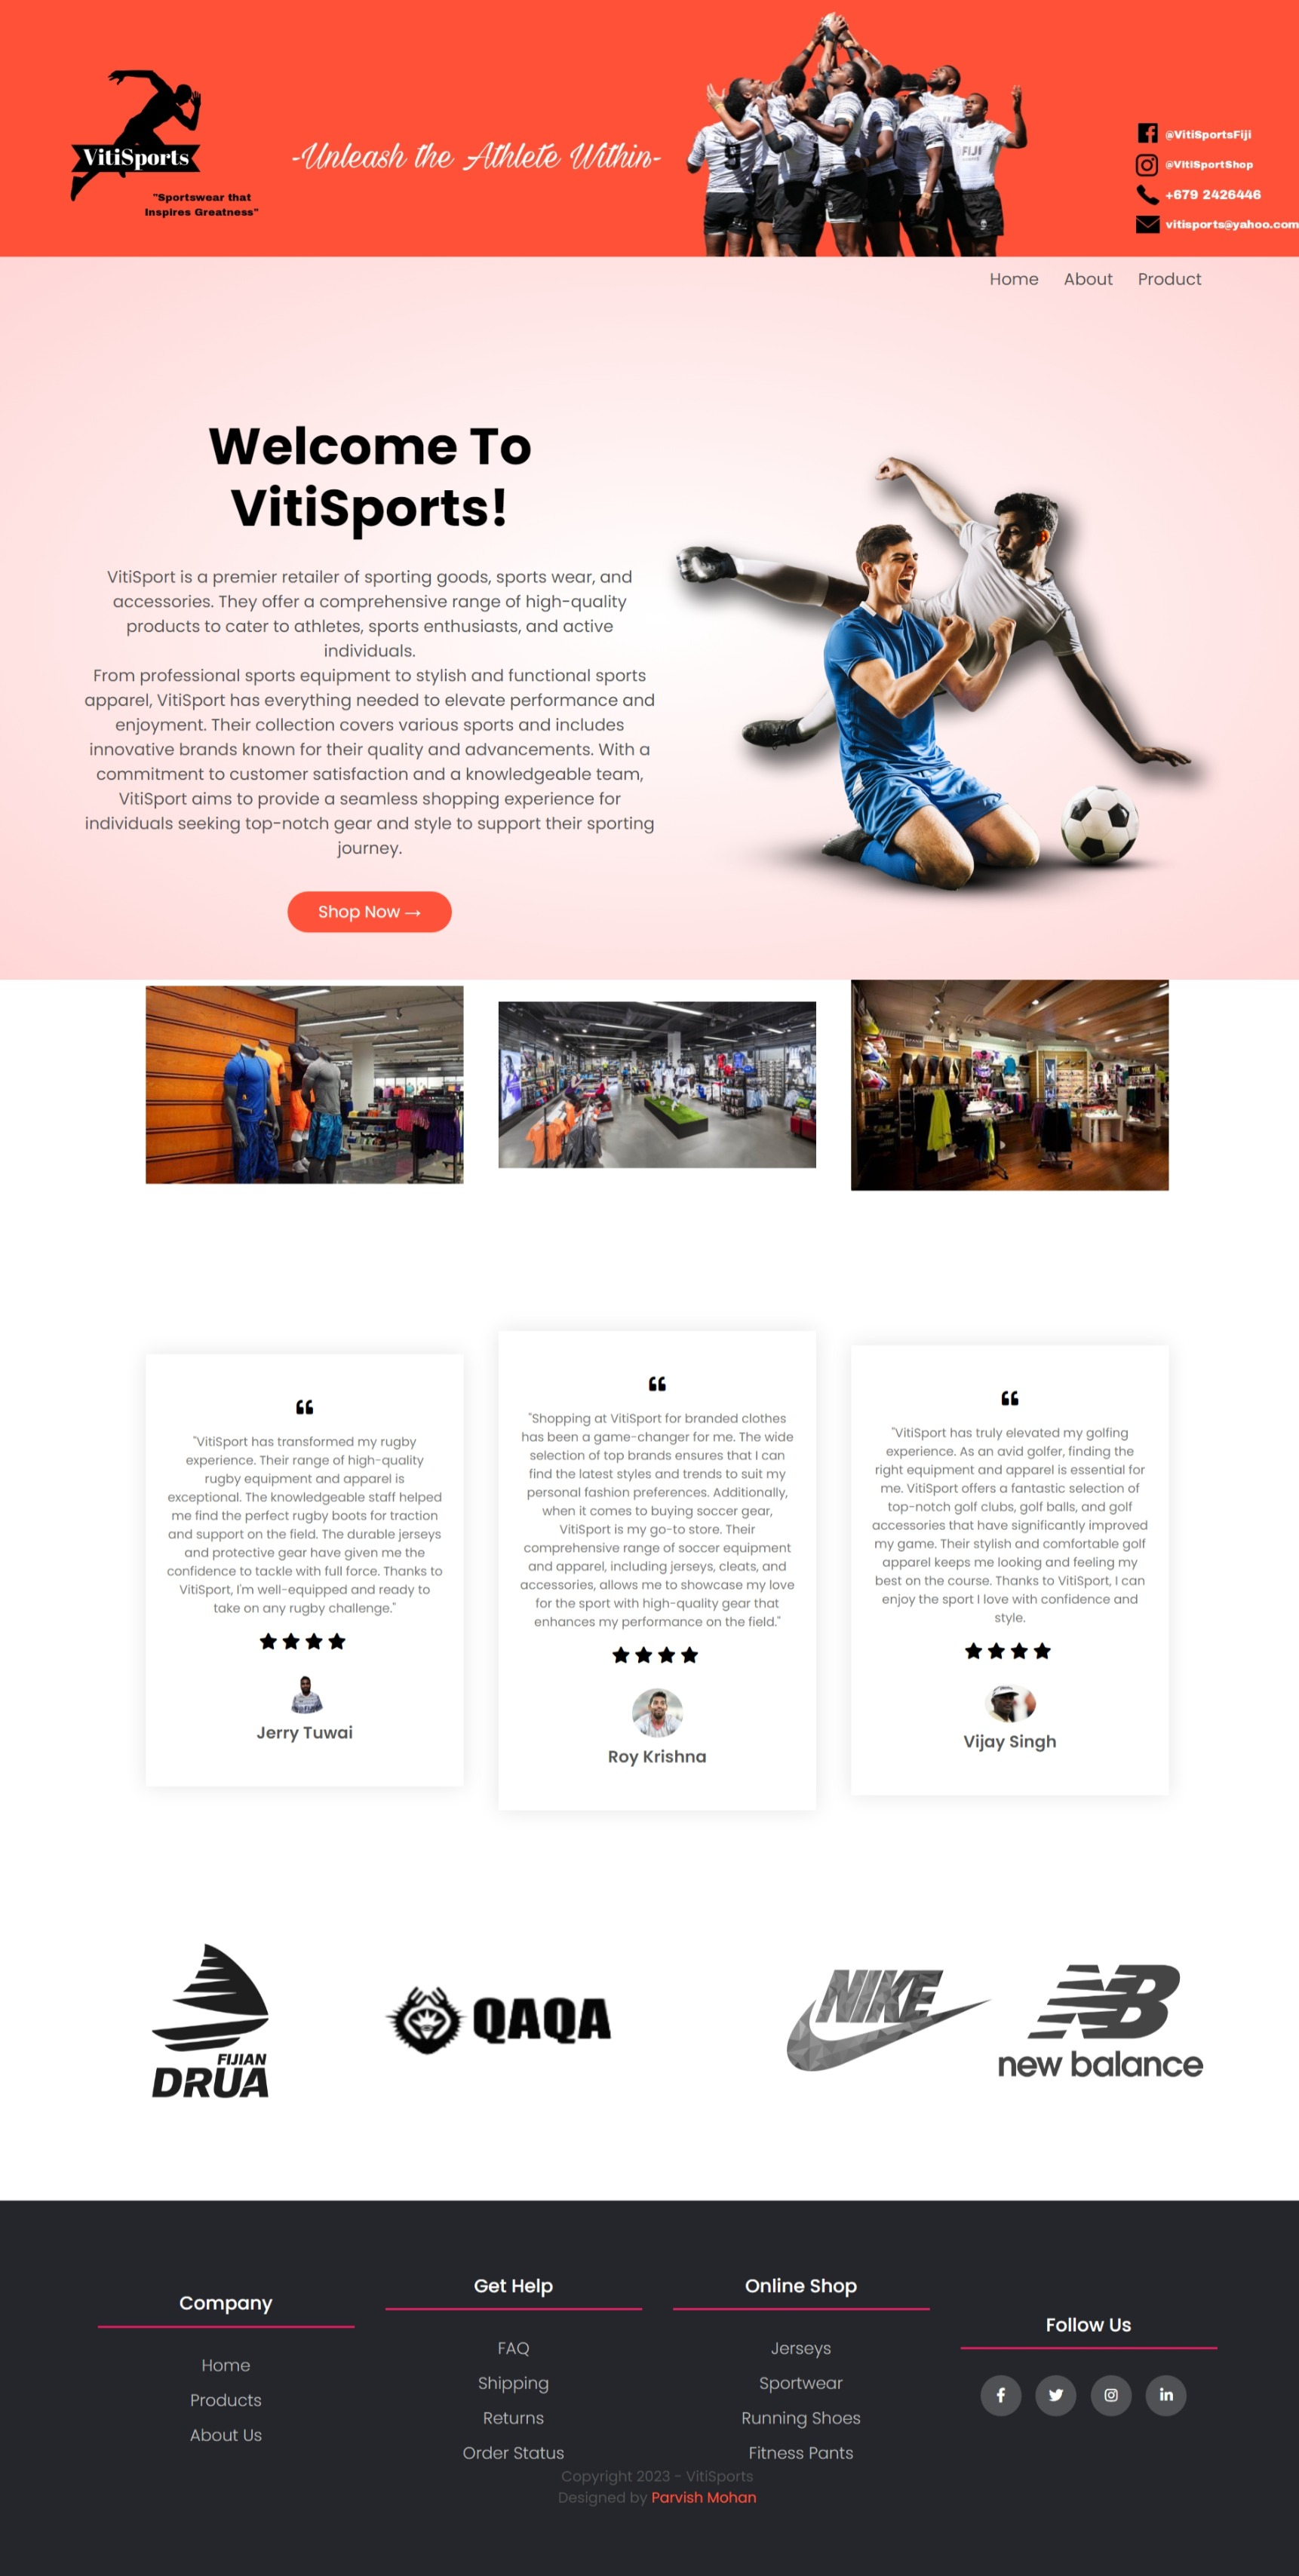 VitiSports
"Sportswear that
Inspires Greatness"
-Unleash the Athlete Within-
FIJI
9
@VitiSportsFiji
@VitiSportShop
+679 2426446
vitisports@yahoo.com
Home About Product
Welcome To
VitiSports!
VitiSport is a premier retailer of sporting goods, sports wear, and
accessories. They offer a comprehensive range of high-quality
products to cater to athletes, sports enthusiasts, and active
individuals.
From professional sports equipment to stylish and functional sports
apparel, VitiSport has everything needed to elevate performance and
enjoyment. Their collection covers various sports and includes
innovative brands known for their quality and advancements. With a
commitment to customer satisfaction and a knowledgeable team,
VitiSport aims to provide a seamless shopping experience for
individuals seeking top-notch gear and style to support their sporting
journey.
Shop Now →
"VitiSport has transformed my rugby
experience. Their range of high-quality
rugby equipment and apparel is
exceptional. The knowledgeable staff helped
me find the perfect rugby boots for traction
and support on the field. The durable jerseys
and protective gear have given me the
confidence to tackle with full force. Thanks to
VitiSport, I'm well-equipped and ready to
take on any rugby challenge."
Jerry Tuwai
"Shopping at VitiSport for branded clothes
has been a game-changer for me. The wide
selection of top brands ensures that I can
find the latest styles and trends to suit my
personal fashion preferences. Additionally,
when it comes to buying soccer gear,
VitiSport is my go-to store. Their
comprehensive range of soccer equipment
and apparel, including jerseys, cleats, and
accessories, allows me to showcase my love
for the sport with high-quality gear that
enhances my performance on the field."
Roy Krishna
"VitiSport has truly elevated my golfing
experience. As an avid golfer, finding the
right equipment and apparel is essential for
me. VitiSport offers a fantastic selection of
top-notch golf clubs, golf balls, and golf
accessories that have significantly improved
my game. Their stylish and comfortable golf
apparel keeps me looking and feeling my
best on the course. Thanks to VitiSport, I can
enjoy the sport I love with confidence and
style.
Vijay Singh
FIJIAN
DRUA
QAQA
NIKE
NB
new balance
Company
Home
Products
About Us
Get Help
FAQ
Shipping
Returns
Order Status
Online Shop
Jerseys
Sportwear
Running Shoes
Fitness Pants
Follow Us
Copyright 2023 - VitiSports
Designed by Parvish Mohan